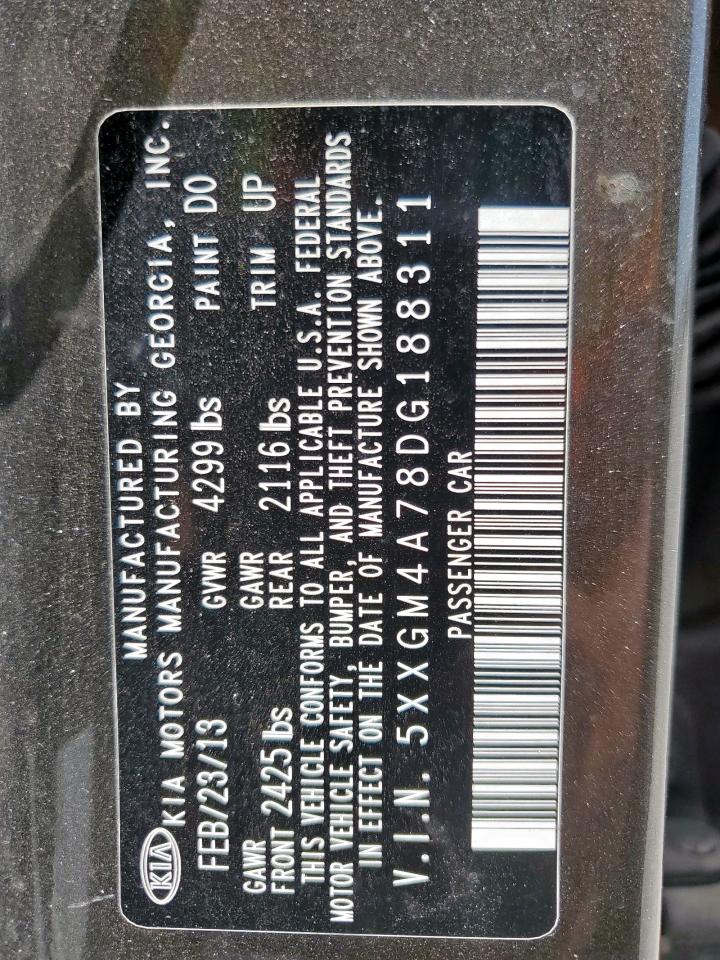 MANUFACTURED BY
KIA KIA MOTORS MANUFACTURING GEORGIA, INC.
FEB/23/13 GVWR 4299 lbs PAINT DO
GAWR FRONT 2425 lbs GAWR REAR 2116 lbs TRIM UP
THIS VEHICLE CONFORMS TO ALL APPLICABLE U.S.A. FEDERAL
MOTOR VEHICLE SAFETY, BUMPER, AND THEFT PREVENTION STANDARDS
IN EFFECT ON THE DATE OF MANUFACTURE SHOWN ABOVE.
V.I.N. 5XXGM4A78DG188311
PASSENGER CAR